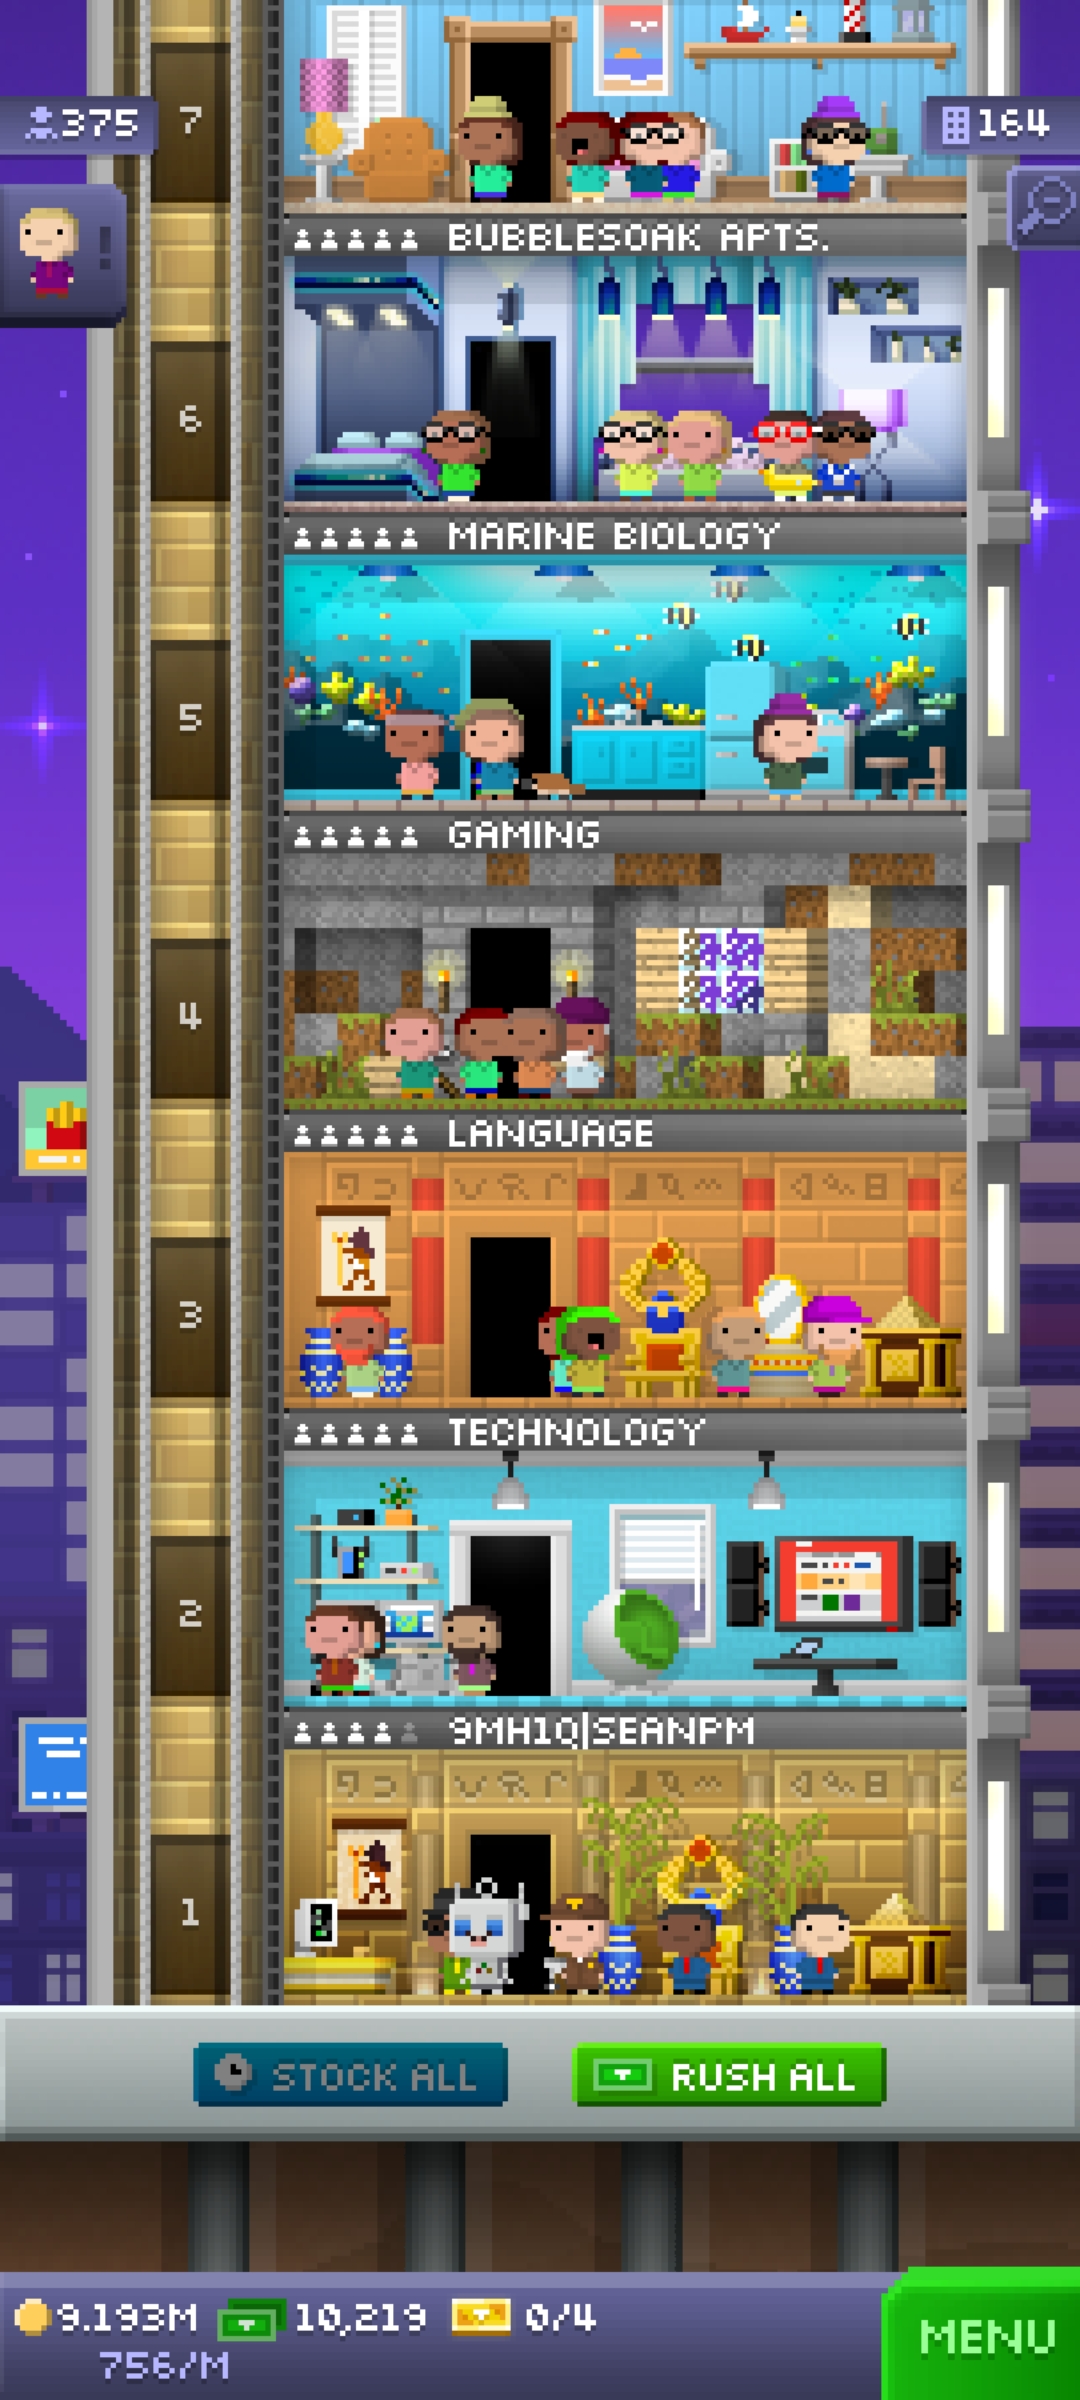 375
7
164
BUBBLESOAK APTS.
6
MARINE BIOLOGY
5
GAMING
4
LANGUAGE
3
TECHNOLOGY
2
9MH1Q|SEANPM
1
STOCK ALL
RUSH ALL
9.193M
10,219
0/4
756/M
MENU